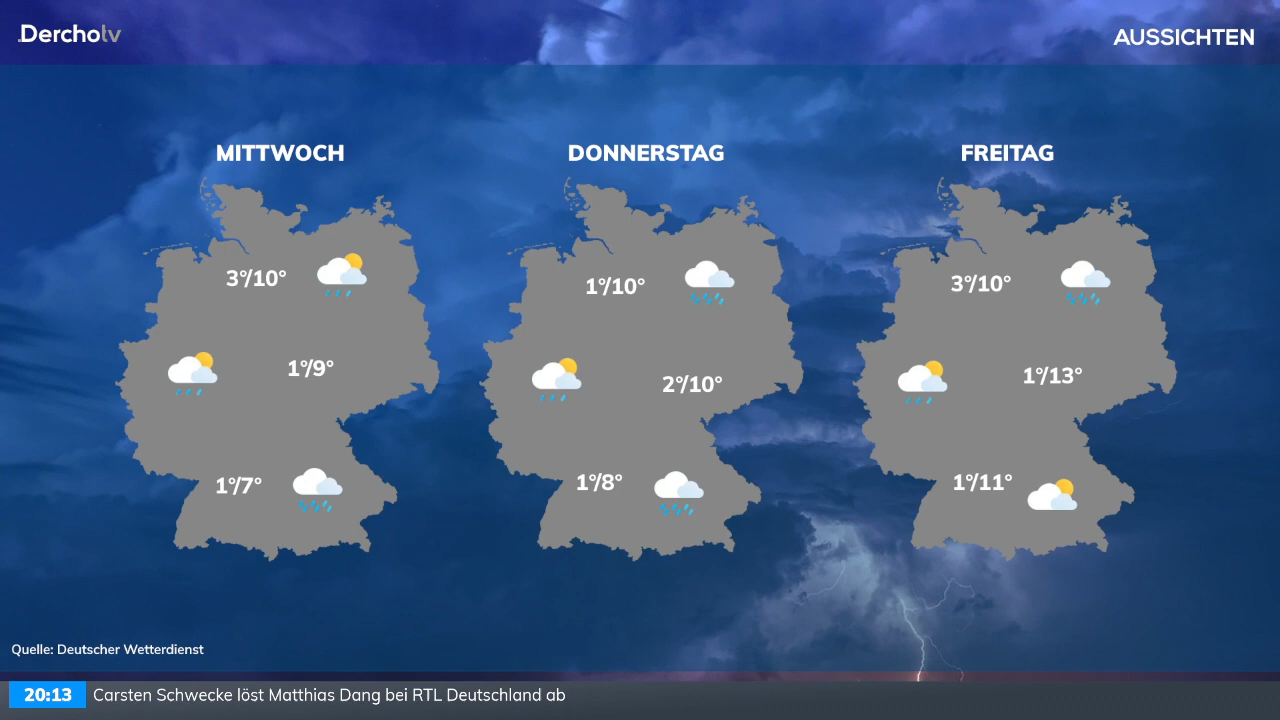 Dercho tv
AUSSICHTEN
MITTWOCH
3°/10°
1°/9°
1°/7°
DONNERSTAG
1°/10°
2°/10°
1°/8°
FREITAG
3°/10°
1°/13°
1°/11°
Quelle: Deutscher Wetterdienst
20:13 Carsten Schwecke löst Matthias Dang bei RTL Deutschland ab